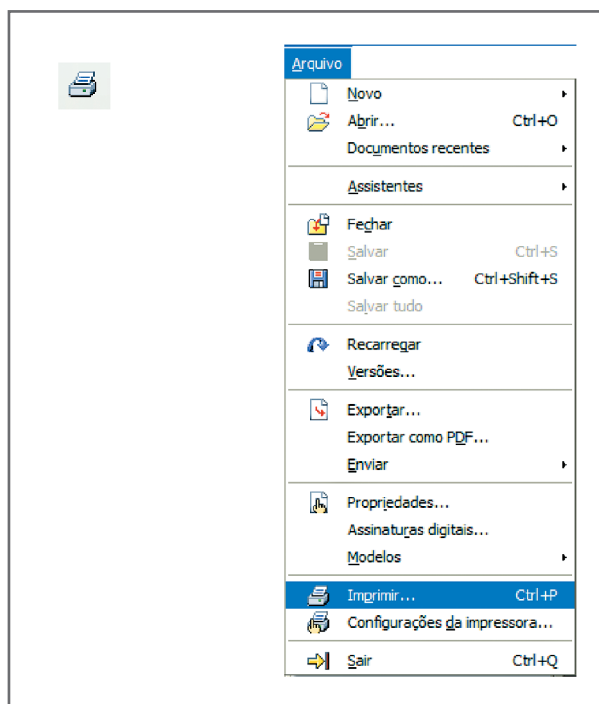 Arquivo
Novo
Abrir... Ctrl+O
Documentos recentes
Assistentes
Fechar
Salvar Ctrl+S
Salvar como... Ctrl+Shift+S
Salvar tudo
Recarregar
Versões...
Exportar...
Exportar como PDF...
Enviar
Propriedades...
Assinaturas digitais...
Modelos
Imprimir... Ctrl+P
Configurações da impressora...
Sair Ctrl+Q